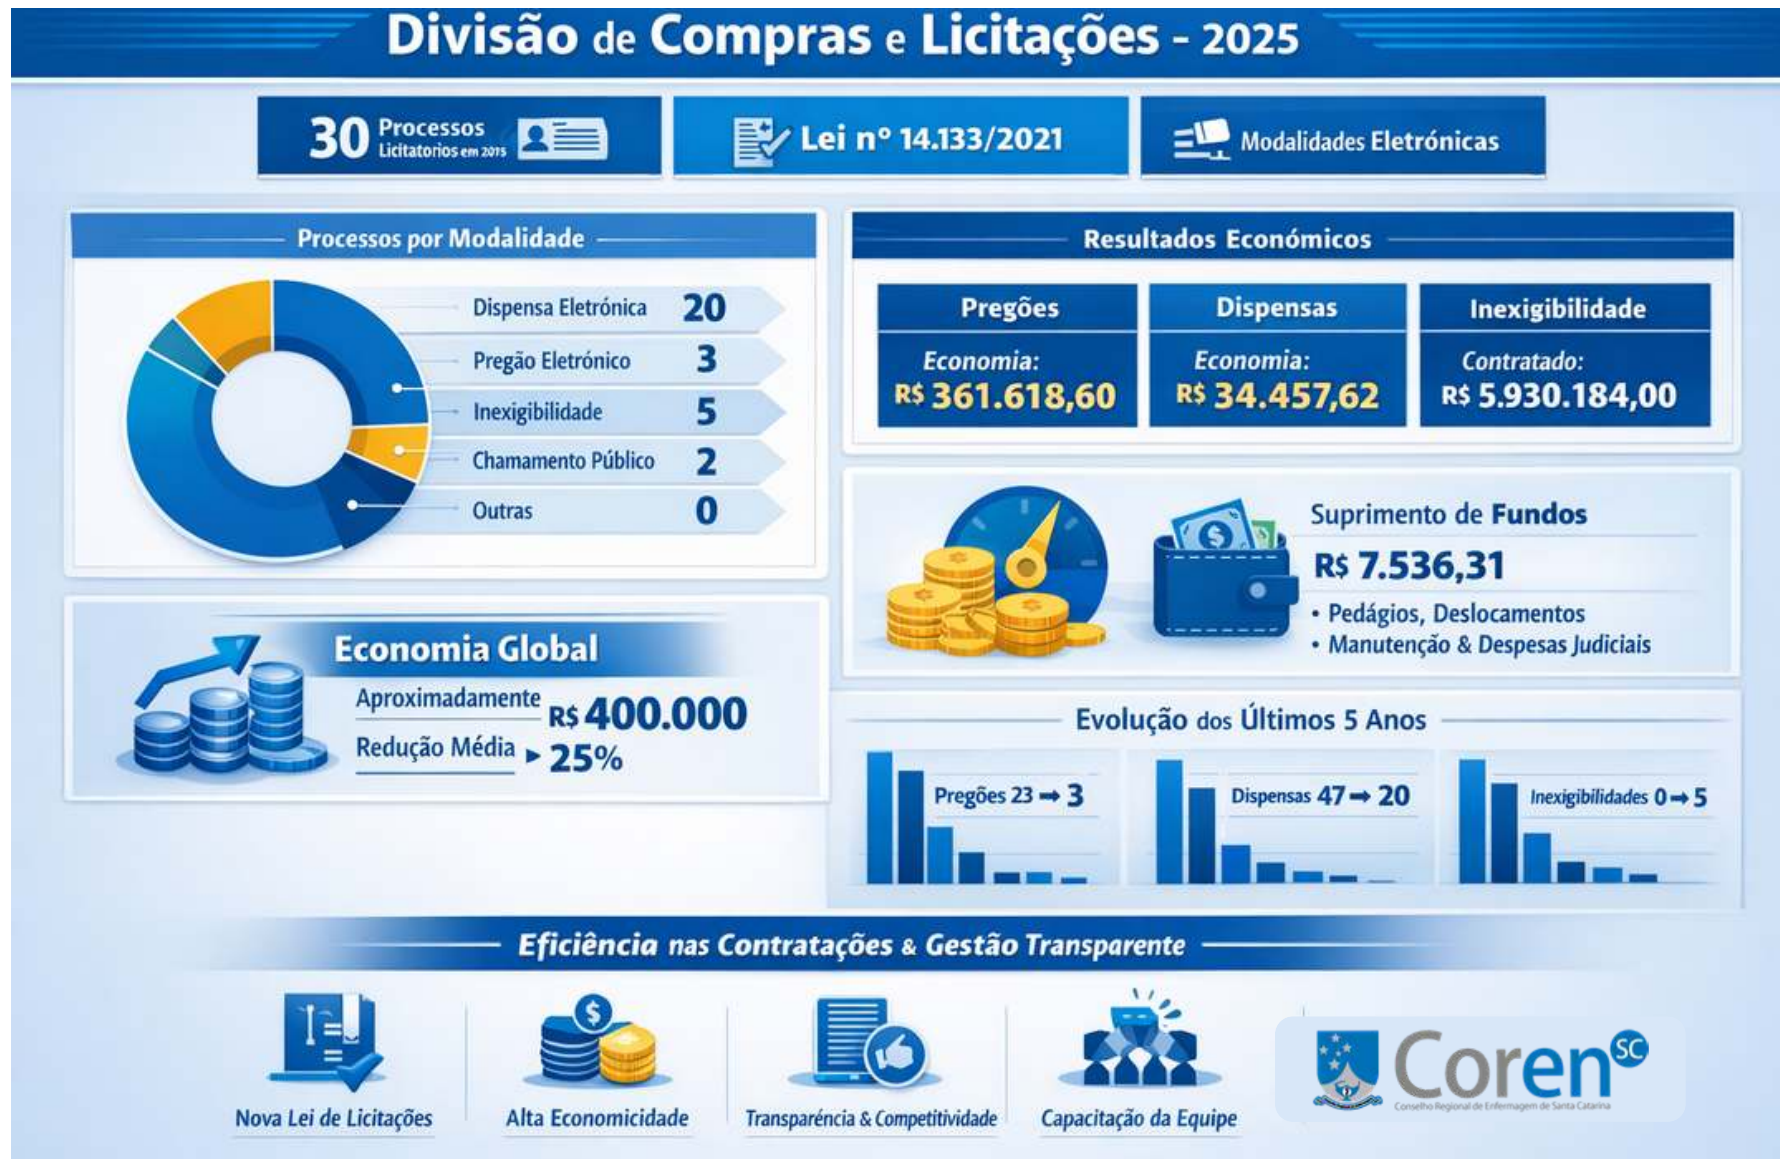 Divisão de Compras e Licitações - 2025
30 Processos
Licitatorios em 2015
Lei nº 14.133/2021
Modalidades Eletrónicas
Processos por Modalidade
Dispensa Eletrónica 20
Pregão Eletrónico 3
Inexigibilidade 5
Chamamento Público 2
Outras 0
Resultados Económicos
Pregões
Economia:
R$ 361.618,60
Dispensas
Economia:
R$ 34.457,62
Inexigibilidade
Contratado:
R$ 5.930.184,00
Suprimento de Fundos
R$ 7.536,31
• Pedágios, Deslocamentos
• Manutenção & Despesas Judiciais
Economia Global
Aproximadamente R$ 400.000
Redução Média ► 25%
Evolução dos Últimos 5 Anos
Pregões 23 ➡ 3
Dispensas 47 ➡ 20
Inexigibilidades 0 ➡ 5
Eficiência nas Contratações & Gestão Transparente
Nova Lei de Licitações
Alta Economicidade
Transparéncia & Competitividade
Capacitação da Equipe
Coren SC
Conselho Regional de Enfermagem de Santa Catarina